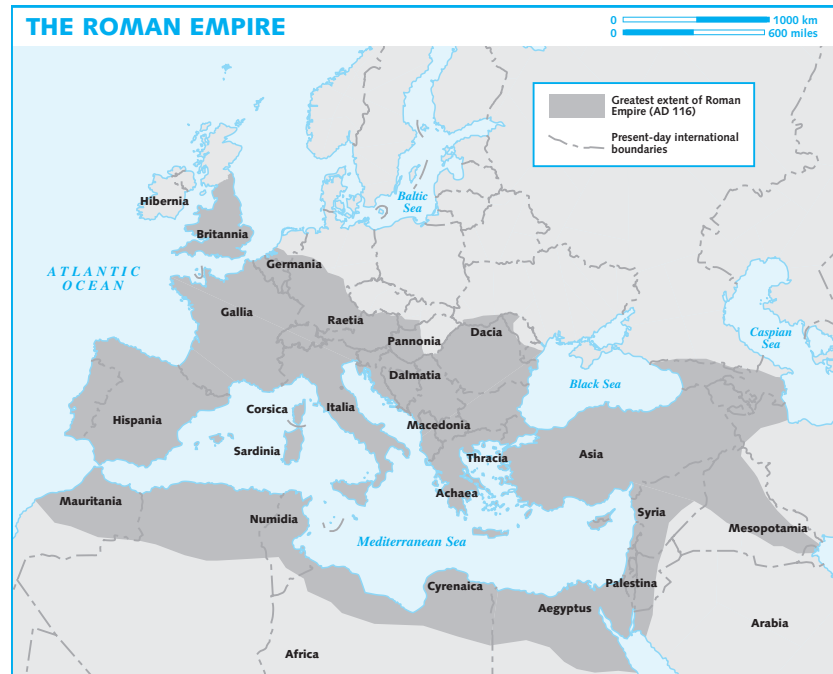 THE ROMAN EMPIRE
0 1000 km
0 600 miles
Greatest extent of Roman
Empire (AD 116)
Present-day international
boundaries
Hibernia
Baltic
Sea
Britannia
ATLANTIC
OCEAN
Germania
Gallia
Raetia
Pannonia
Dacia
Caspian
Sea
Dalmatia
Black Sea
Corsica
Italia
Hispania
Macedonia
Sardinia
Thracia
Asia
Achaea
Mauritania
Numidia
Syria
Mesopotamia
Mediterranean Sea
Cyrenaica
Palestina
Aegyptus
Arabia
Africa